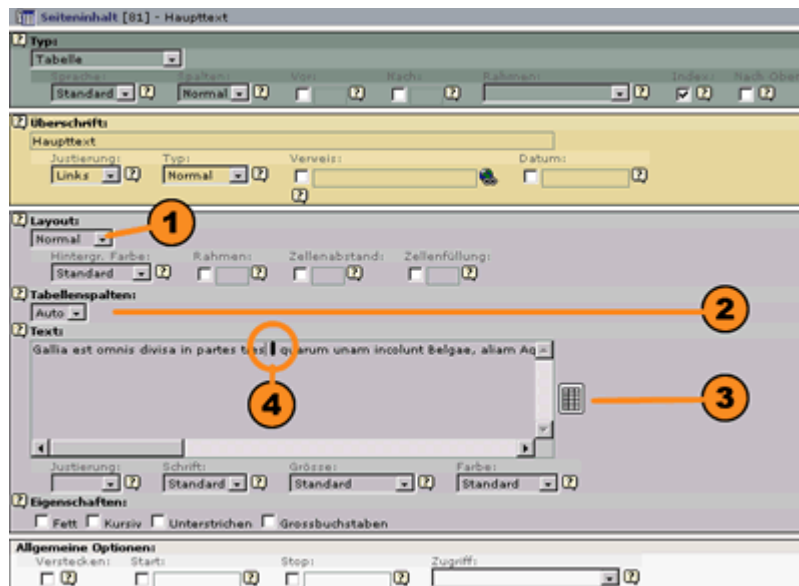 Seiteninhalt [81] - Haupttext
Typ:
Tabelle
Sprache: Spalten: Vor: Nach: Rahmen: Index: Nach Oben
Standard Normal
Überschrift:
Haupttext
Justierung: Typ: Verweis: Datum:
Links Normal
Layout:
1
Normal
Hintergr. Farbe: Rahmen: Zellenabstand: Zellenfüllung:
Standard
Tabellenspalten:
Auto
2
Text:
Gallia est omnis divisa in partes tres | quarum unam incolunt Belgae, aliam Aq
4
3
Justierung: Schrift: Grösse: Farbe:
Standard Standard Standard
Eigenschaften:
Fett Kursiv Unterstrichen Grossbuchstaben
Allgemeine Optionen:
Verstecken: Start: Stop: Zugriff: